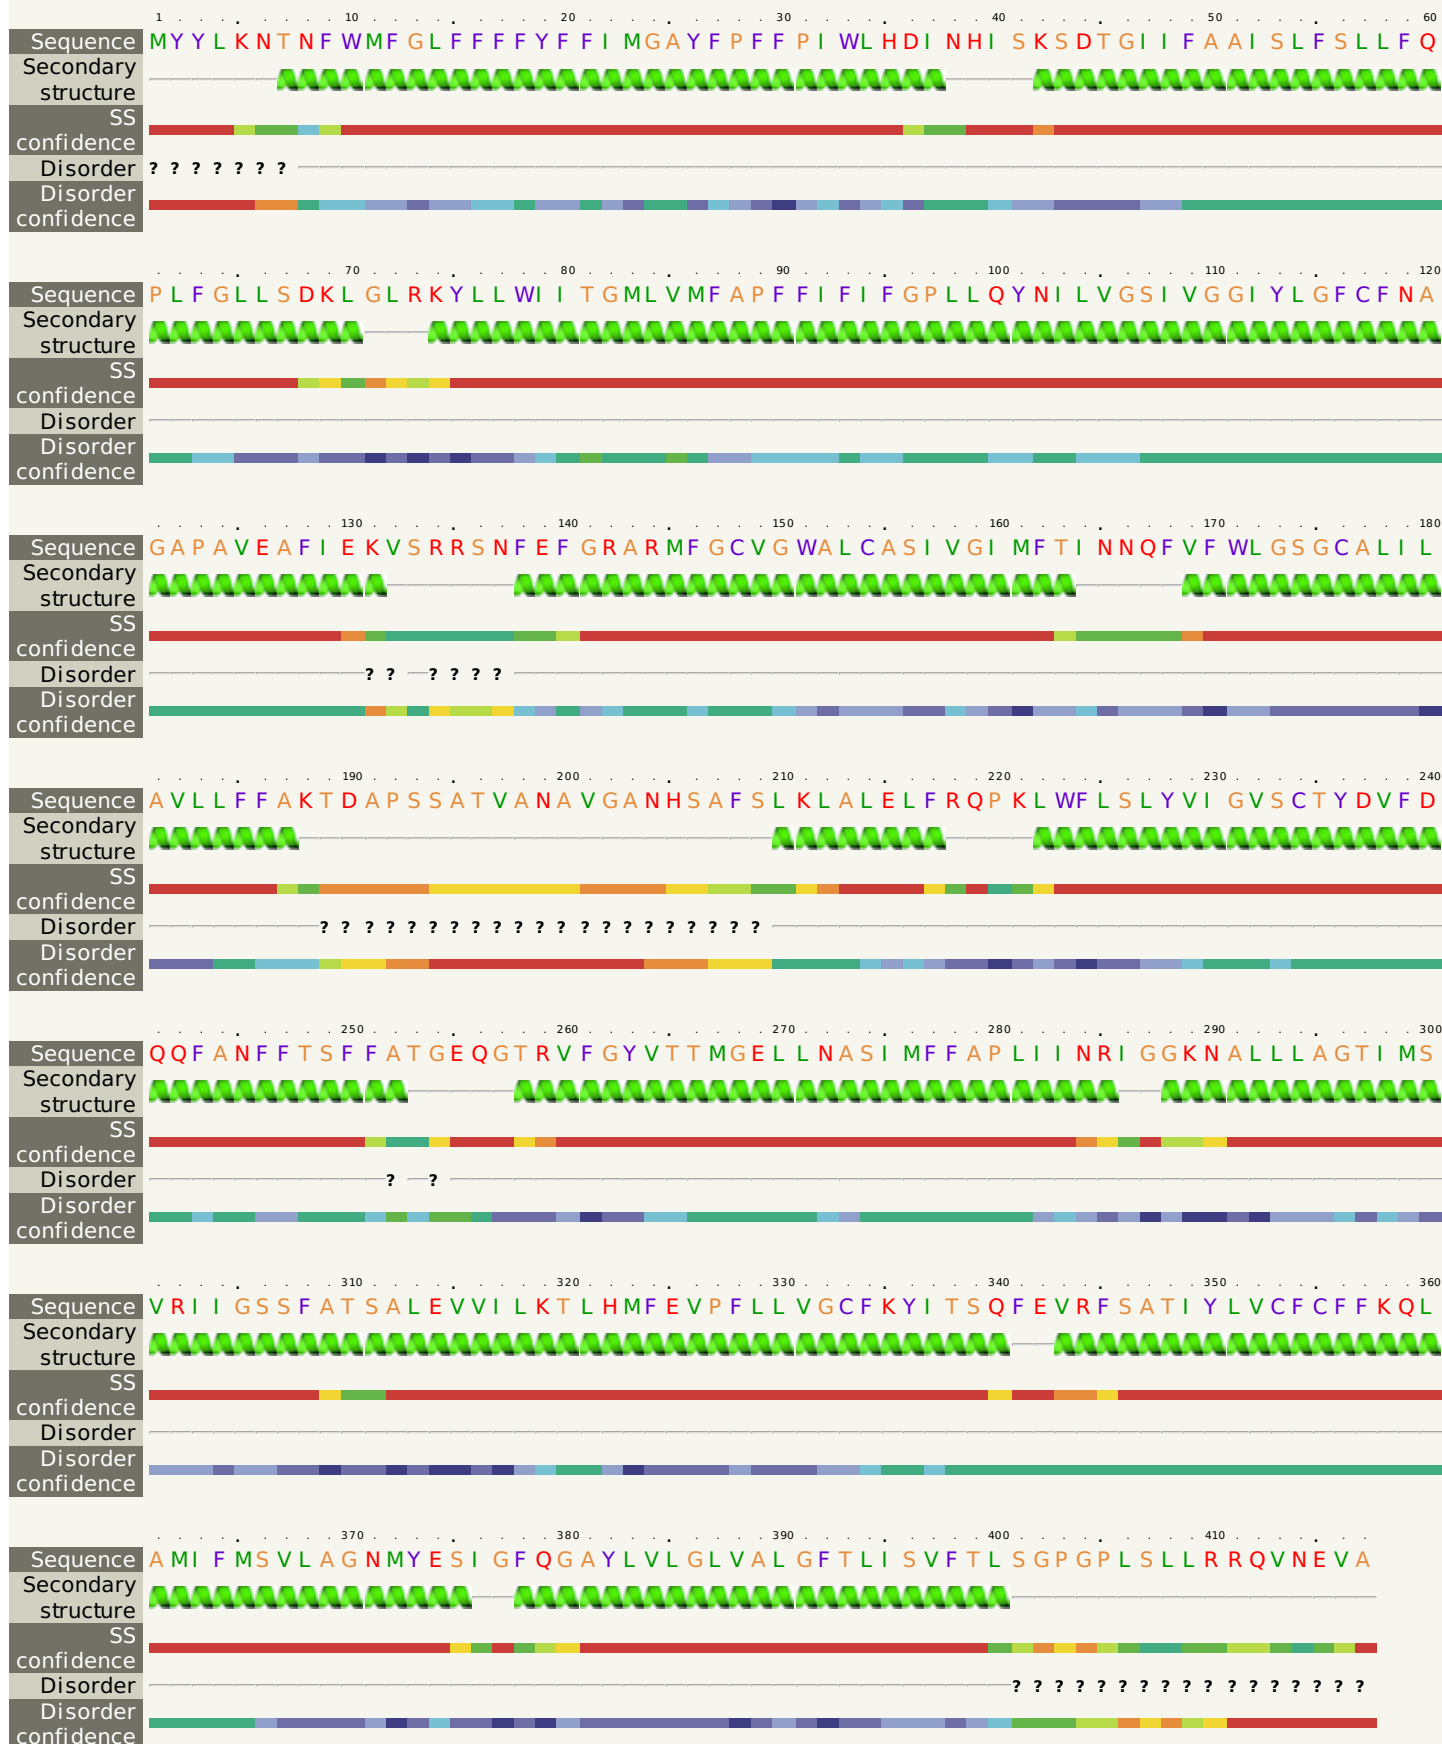 1 10 20 30 40 50 60
Sequence MYYLKNTNFWMFGLFFFFYFFIMGAYFPFFPIWLHDINHISKSDTGIIFAAISLFSLLFQ
Secondary
structure
SS
confidence
Disorder ? ? ? ? ? ? ?
Disorder
confidence
70 80 90 100 110 120
Sequence PLFGLLSDKLGLRKYLLWIITGMLVMFAPFFIFIFGPLLQYNILVGSIVGGIYLGFCFNA
Secondary
structure
SS
confidence
Disorder
Disorder
confidence
130 140 150 160 170 180
Sequence GAPAVEAFIEKVSRRSNFEFGRARMFGCVGWALCASIVGIMFTINNQFVFWLGSGCALIL
Secondary
structure
SS
confidence
Disorder ? ? ? ? ? ?
Disorder
confidence
190 200 210 220 230 240
Sequence AVLLFFAKTDAPSSATVANAVGANHSAFSLKLALELFRQPKLWFLSLYVIGVSCTYDVFD
Secondary
structure
SS
confidence
Disorder ? ? ? ? ? ? ? ? ? ? ? ? ? ? ? ? ? ? ? ? ?
Disorder
confidence
250 260 270 280 290 300
Sequence QQFANFFTSFFATGEQGTRVFGYVTTMGELLNASIMFFAPLIINRIGGKNALLLAGTIMS
Secondary
structure
SS
confidence
Disorder ? ?
Disorder
confidence
310 320 330 340 350 360
Sequence VRIIGSSFATSALEVVILKTLHMFEVPFLLVGCFKYITSQFEVRFSATIYLVCFCFFKQL
Secondary
structure
SS
confidence
Disorder
Disorder
confidence
370 380 390 400 410
Sequence AMIFMSVLAGNMYESIGFQGAYLVLGLVALGFTLISVFTLSGPGPLSLLRRQVNEVA
Secondary
structure
SS
confidence
Disorder ? ? ? ? ? ? ? ? ? ? ? ? ? ? ? ? ?
Disorder
confidence